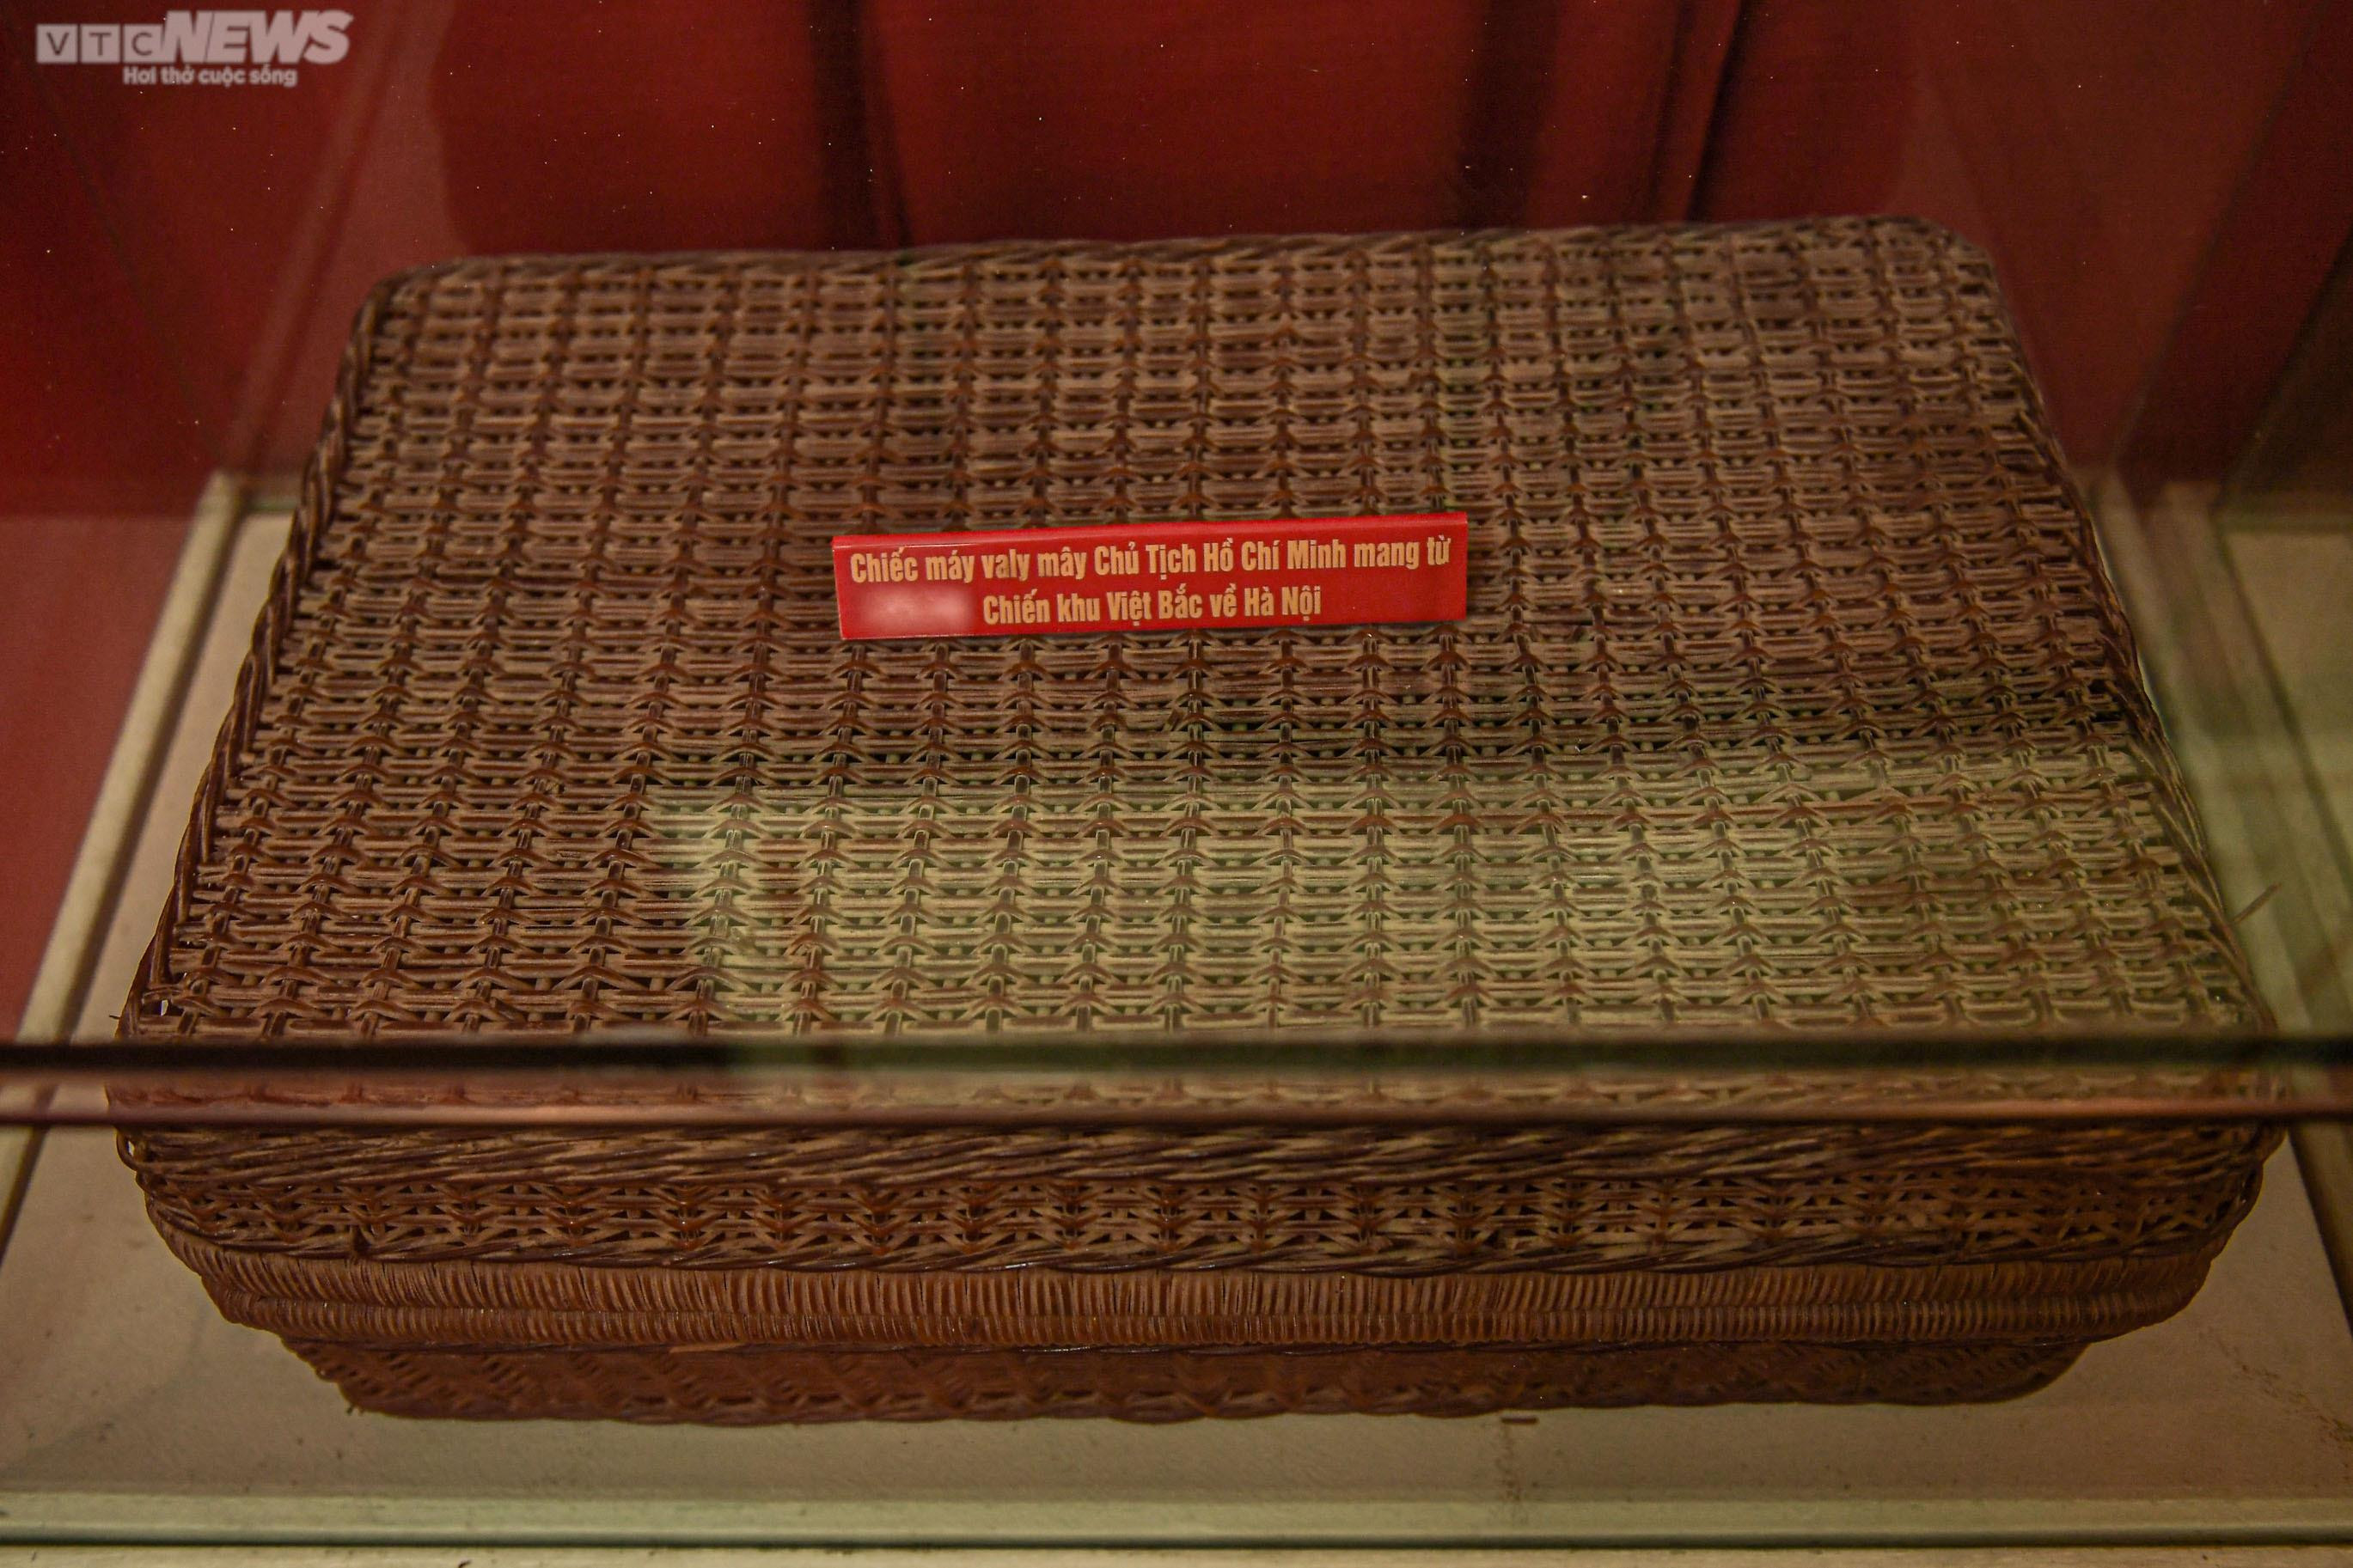 VTC NEWS
Hơi thở cuộc sống
Chiếc máy valy mây Chủ Tịch Hồ Chí Minh mang từ
Chiến khu Việt Bắc về Hà Nội